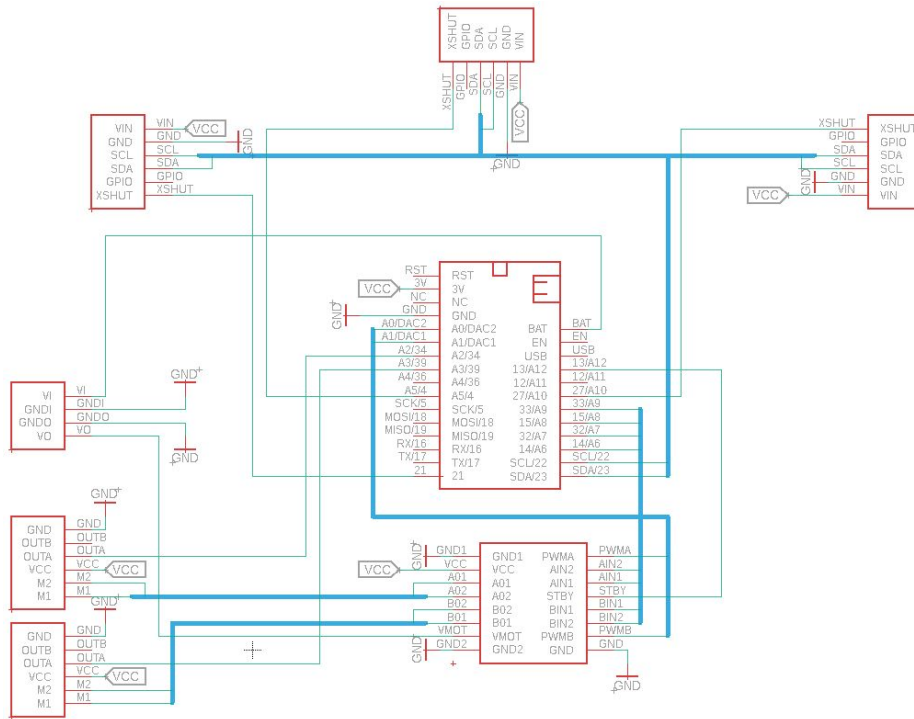 XSHUT GPIO SDA SCL GND VIN
XSHUT GPIO SDA SCL GND VIN
VCC
GND
VIN VIN VCC
GND GND GND
SCL SCL
SDA SDA
GPIO GPIO
XSHUT XSHUT
XSHUT XSHUT
GPIO GPIO
SDA SDA
SCL SCL
GND GND GND
VCC VIN VIN
RST RST
VCC 3V 3V
NC NC
GND GND GND
A0/DAC2 A0/DAC2 BAT BAT
A1/DAC1 A1/DAC1 EN EN
A2/34 A2/34 USB USB
A3/39 A3/39 13/A12 13/A12
A4/36 A4/36 12/A11 12/A11
A5/4 A5/4 27/A10 27/A10
SCK/5 SCK/5 33/A9 33/A9
MOSI/18 MOSI/18 15/A8 15/A8
MISO/19 MISO/19 32/A7 32/A7
RX/16 RX/16 14/A6 14/A6
TX/17 TX/17 SCL/22 SCL/22
21 21 SDA/23 SDA/23
GND
VI VI
GNDI GNDI
GNDO GNDO
VO VO
GND
GND
GND GND
OUTB OUTB
OUTA OUTA
VCC VCC VCC
M2 M2
M1 M1
GND
GND GND
OUTB OUTB
OUTA OUTA
VCC VCC VCC
M2 M2
M1 M1
GND GND1 GND1 PWMA PWMA
VCC VCC VCC AIN2 AIN2
A01 A01 AIN1 AIN1
A02 A02 STBY STBY
B02 B02 BIN1 BIN1
B01 B01 BIN2 BIN2
VMOT VMOT PWMB PWMB
GND GND2 GND2 GND GND
GND